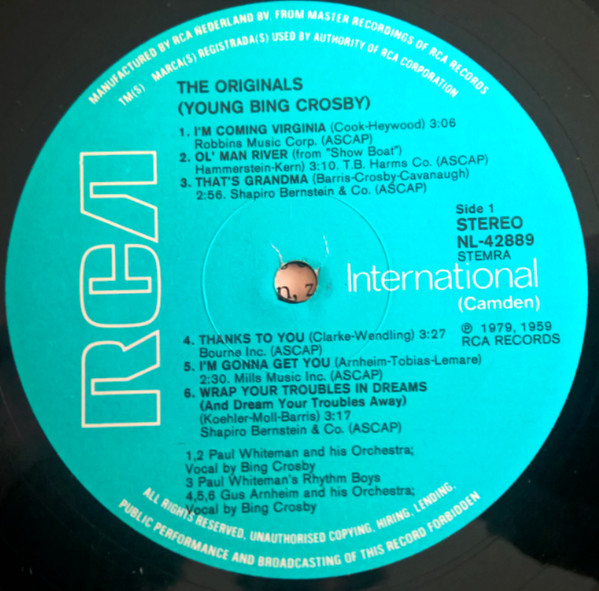 MANUFACTURED BY RCA NEDERLAND BV, FROM MASTER RECORDINGS OF RCA RECORDS
TM(S) MARCA(S) REGISTRADA(S) USED BY AUTHORITY OF RCA CORPORATION
THE ORIGINALS
(YOUNG BING CROSBY)
1. I'M COMING VIRGINIA (Cook-Heywood) 3:06
Robbins Music Corp. (ASCAP)
2. OL' MAN RIVER (from "Show Boat")
Hammerstein-Kern) 3:10. T.B. Harms Co. (ASCAP)
3. THAT'S GRANDMA (Barris-Crosby-Cavanaugh)
2:56. Shapiro Bernstein & Co. (ASCAP)
Side 1
STEREO
NL-42889
STEMRA
RCA
n, z
International
(Camden)
℗ 1979, 1959
RCA RECORDS
4. THANKS TO YOU (Clarke-Wendling) 3:27
Bourne Inc. (ASCAP)
5. I'M GONNA GET YOU (Arnheim-Tobias-Lemare)
2:30. Mills Music Inc. (ASCAP)
6. WRAP YOUR TROUBLES IN DREAMS
(And Dream Your Troubles Away)
(Koehler-Moll-Barris) 3:17
Shapiro Bernstein & Co. (ASCAP)
1,2 Paul Whiteman and his Orchestra;
Vocal by Bing Crosby
3 Paul Whiteman's Rhythm Boys
4,5,6 Gus Arnheim and his Orchestra;
Vocal by Bing Crosby
ALL RIGHTS RESERVED, UNAUTHORISED COPYING, HIRING, LENDING,
PUBLIC PERFORMANCE AND BROADCASTING OF THIS RECORD FORBIDDEN